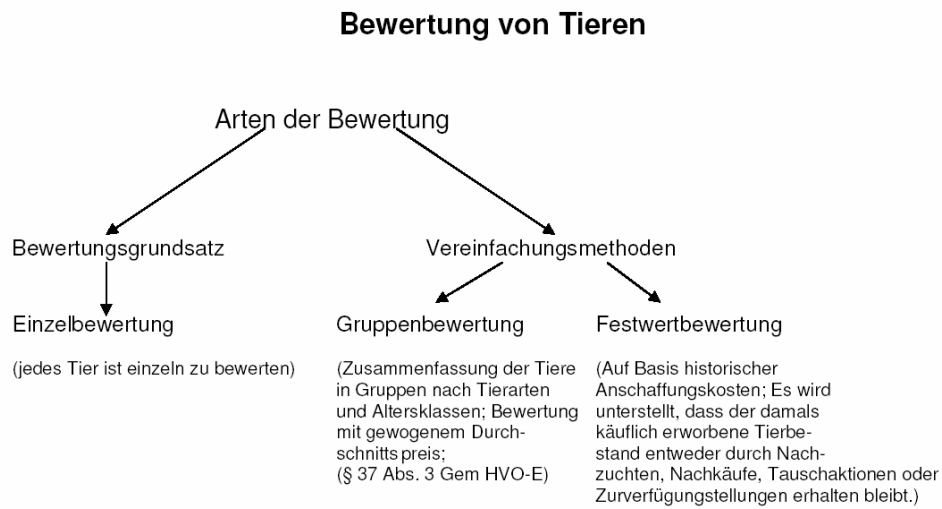 Bewertung von Tieren
Arten der Bewertung
Bewertungsgrundsatz
Vereinfachungsmethoden
Einzelbewertung
Gruppenbewertung
Festwertbewertung
(jedes Tier ist einzeln zu bewerten)
(Zusammenfassung der Tiere
in Gruppen nach Tierarten
und Altersklassen; Bewertung
mit gewogenem Durch-
schnittspreis;
(§ 37 Abs. 3 Gem HVO-E)
(Auf Basis historischer
Anschaffungskosten; Es wird
unterstellt, dass der damals
käuflich erworbene Tierbe-
stand entweder durch Nach-
zuchten, Nachkäufe, Tauschaktionen oder
Zurverfügungstellungen erhalten bleibt.)